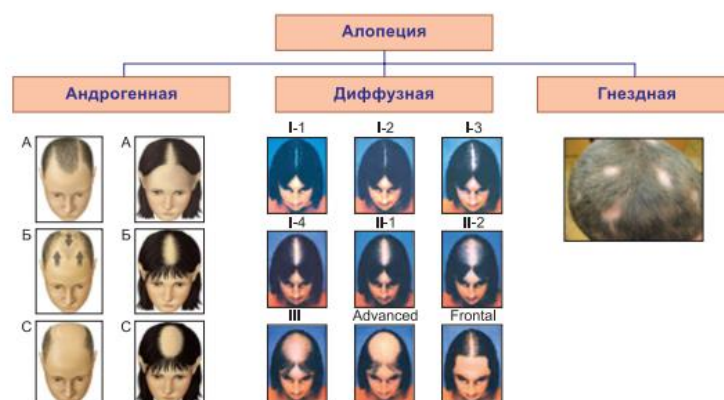 Алопеция
Андрогенная
Диффузная
Гнездная
А
А
Б
Б
С
С
I-1
I-2
I-3
I-4
II-1
II-2
III
Advanced
Frontal